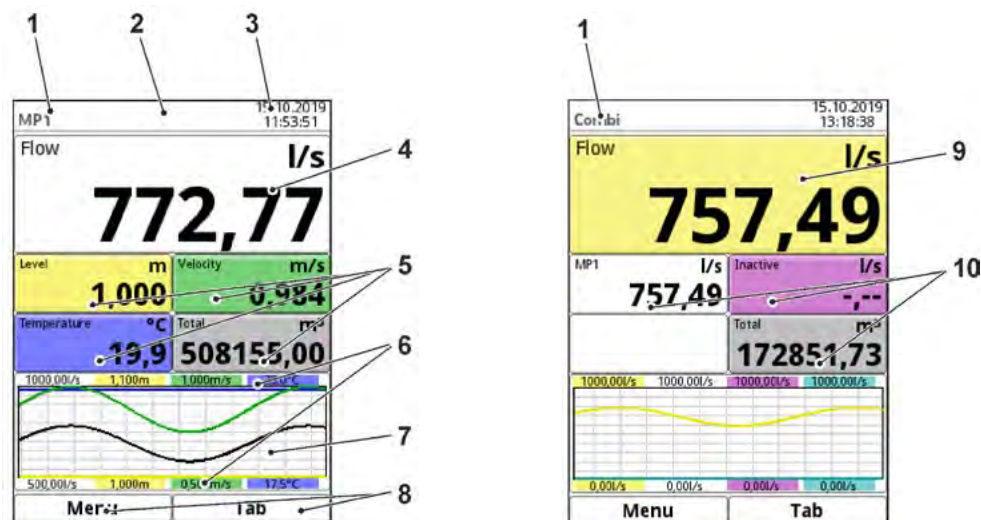 1
2
3
1
15.10.2019
MP1
11:53:51
Flow
l/s
772,77
4
Level
m
Velocity
m/s
5
1,000
0,984
Temperature
°C
Total
m³
19,9
508155,00
6
1000,00l/s
1,100m
1,000m/s
7
500,00l/s
1,000m
0,500m/s
17,5°C
8
Menu
Tab
15.10.2019
Combi
13:18:38
Flow
l/s
9
757,49
MP1
l/s
Inactive
l/s
10
757,49
-,--
Total
m³
172851,73
1000,00l/s
1000,00l/s
1000,00l/s
1000,00l/s
0,00l/s
0,00l/s
0,00l/s
0,00l/s
Menu
Tab